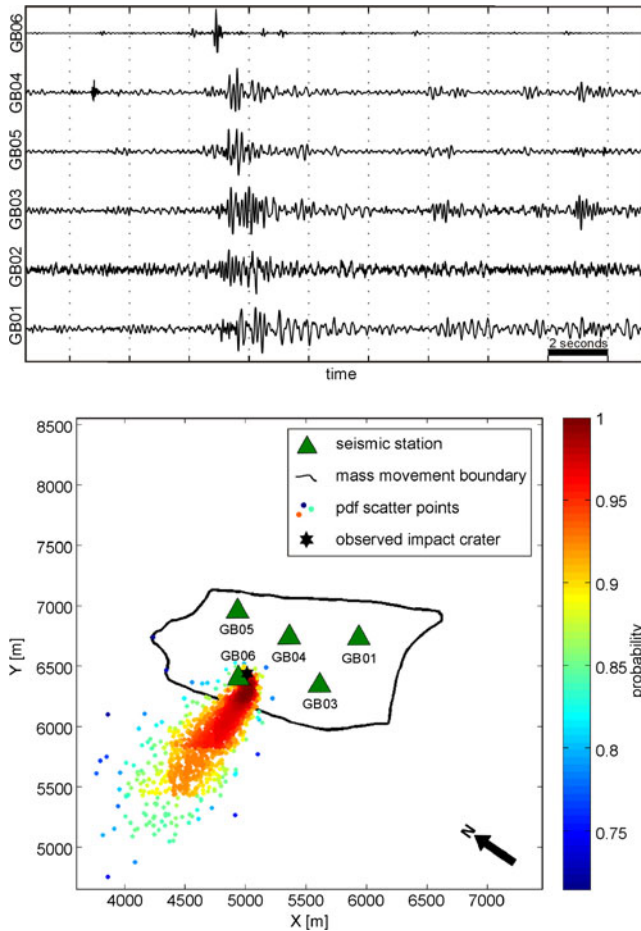 GB06
GB04
GB05
GB03
GB02
GB01
2 seconds
time
8500
8000
7500
7000
6500
6000
5500
5000
Y [m]
seismic station
mass movement boundary
pdf scatter points
observed impact crater
GB05
GB04
GB01
GB06
GB03
N
4000 4500 5000 5500 6000 6500 7000
X [m]
1
0.95
0.9
0.85
0.8
0.75
probability